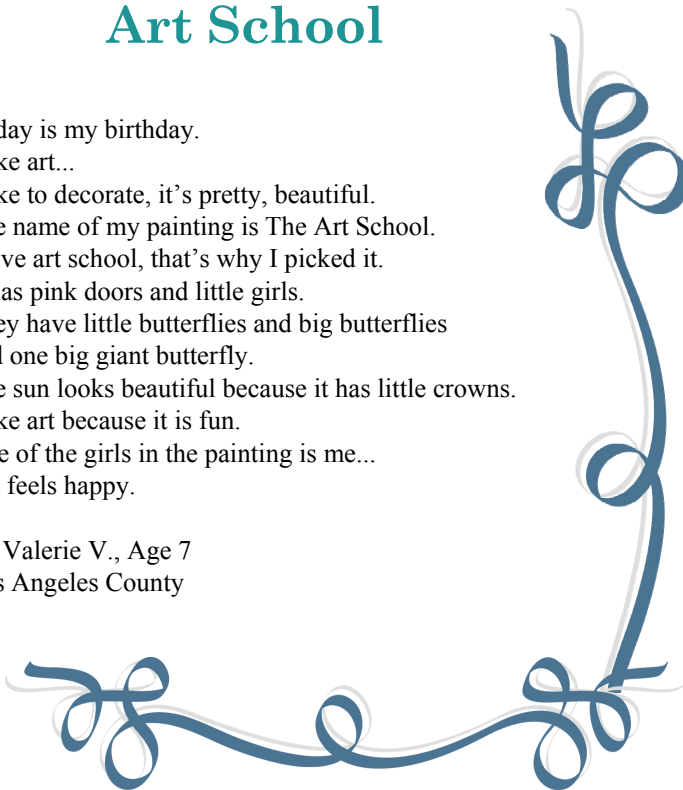 Art School
day is my birthday.
ke art...
ke to decorate, it’s pretty, beautiful.
e name of my painting is The Art School.
ve art school, that’s why I picked it.
as pink doors and little girls.
ey have little butterflies and big butterflies
l one big giant butterfly.
e sun looks beautiful because it has little crowns.
ke art because it is fun.
e of the girls in the painting is me...
feels happy.
Valerie V., Age 7
s Angeles County